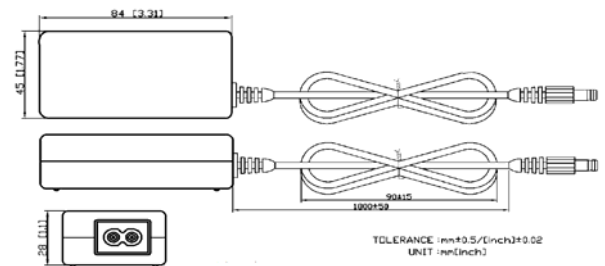 84 [3.31]
45 [1.77]
90±15
1000±50
28 [1.1]
TOLERANCE :mm±0.5/[inch]±0.02
UNIT :mm[inch]